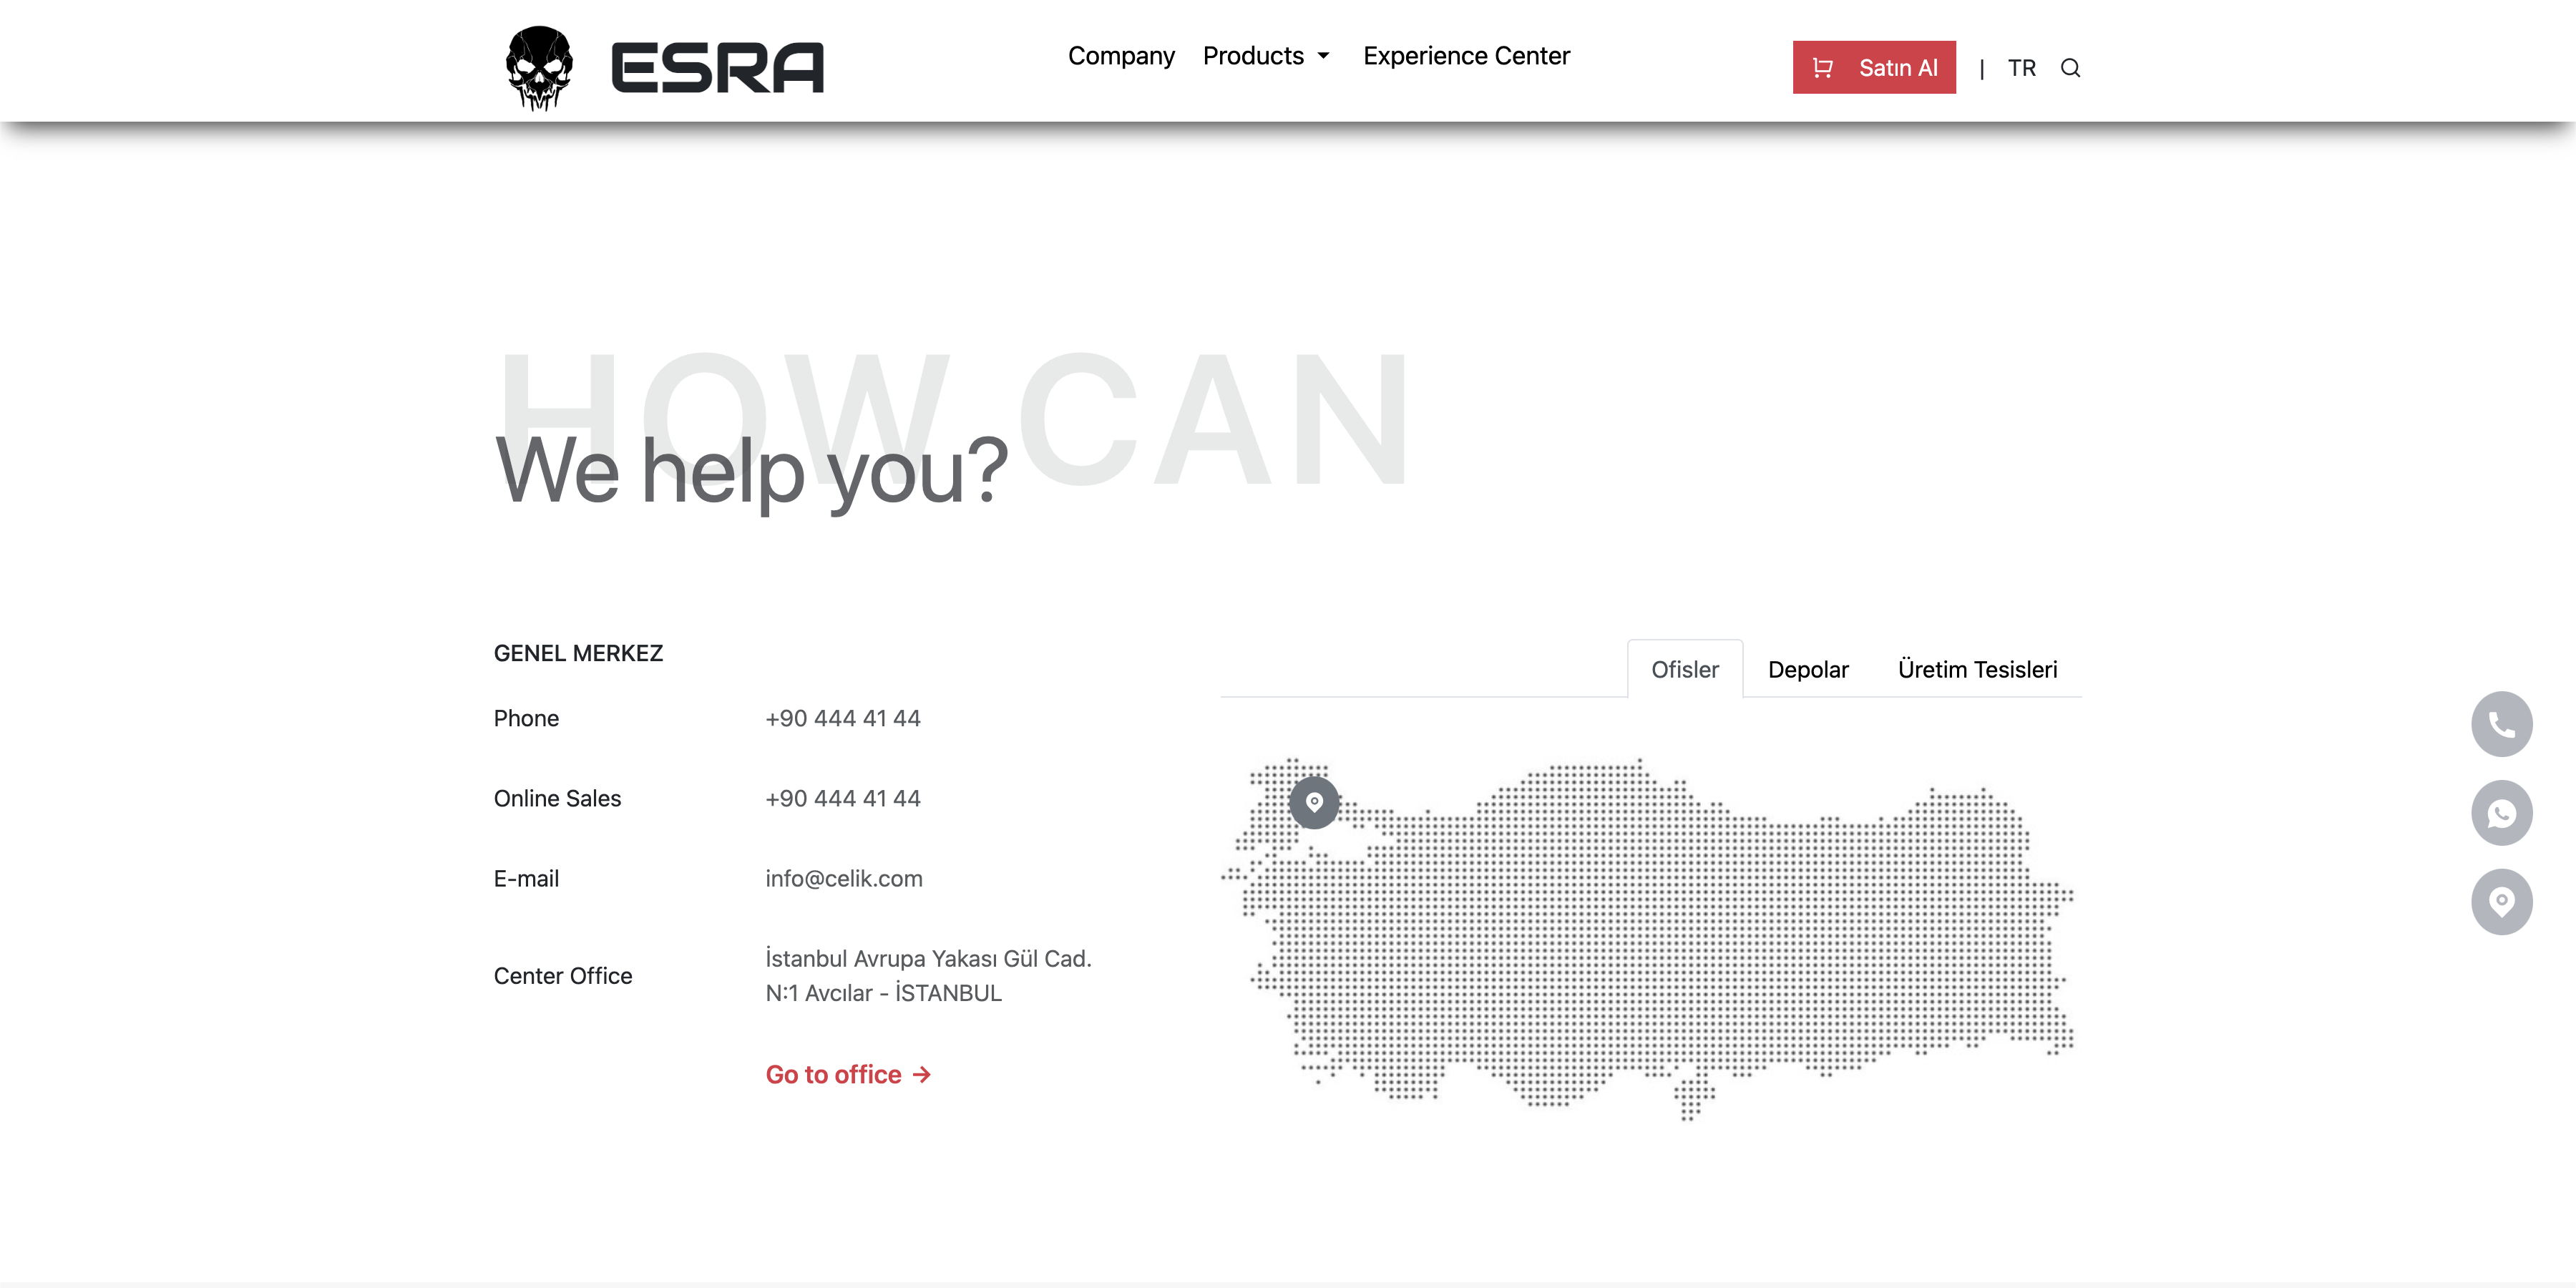 ESRA
Company Products Experience Center
Satın Al | TR
HOW CAN
We help you?
GENEL MERKEZ
Phone +90 444 41 44
Online Sales +90 444 41 44
E-mail info@celik.com
Center Office İstanbul Avrupa Yakası Gül Cad.
N:1 Avcılar - İSTANBUL
Go to office →
Ofisler Depolar Üretim Tesisleri